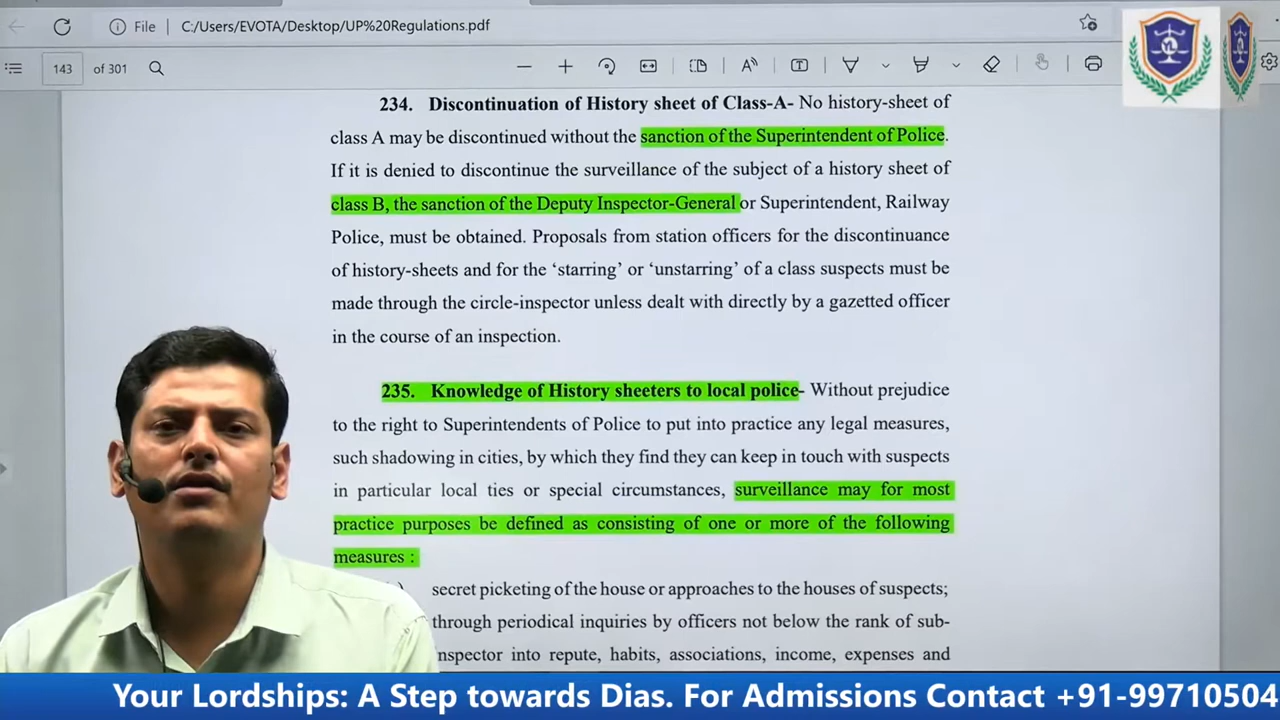 File C:/Users/EVOTA/Desktop/UP%20Regulations.pdf
143 of 301
234. Discontinuation of History sheet of Class-A- No history-sheet of
class A may be discontinued without the sanction of the Superintendent of Police.
If it is denied to discontinue the surveillance of the subject of a history sheet of
class B, the sanction of the Deputy Inspector-General or Superintendent, Railway
Police, must be obtained. Proposals from station officers for the discontinuance
of history-sheets and for the ‘starring’ or ‘unstarring’ of a class suspects must be
made through the circle-inspector unless dealt with directly by a gazetted officer
in the course of an inspection.
235. Knowledge of History sheeters to local police- Without prejudice
to the right to Superintendents of Police to put into practice any legal measures,
such shadowing in cities, by which they find they can keep in touch with suspects
in particular local ties or special circumstances, surveillance may for most
practice purposes be defined as consisting of one or more of the following
measures :
secret picketing of the house or approaches to the houses of suspects;
through periodical inquiries by officers not below the rank of sub-
nspector into repute, habits, associations, income, expenses and
Your Lordships: A Step towards Dias. For Admissions Contact +91-99710504